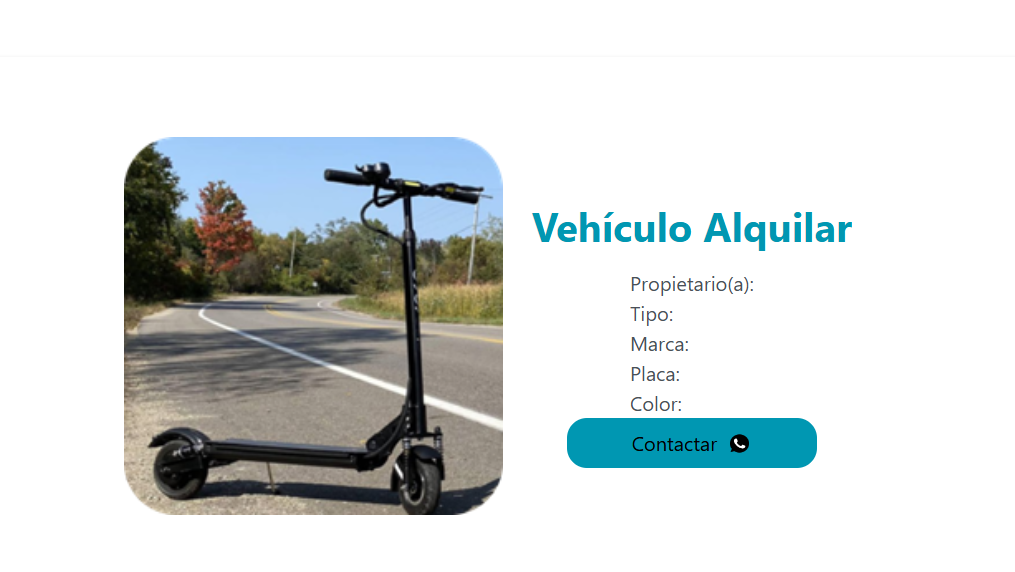 Vehículo Alquilar
Propietario(a):
Tipo:
Marca:
Placa:
Color:
Contactar